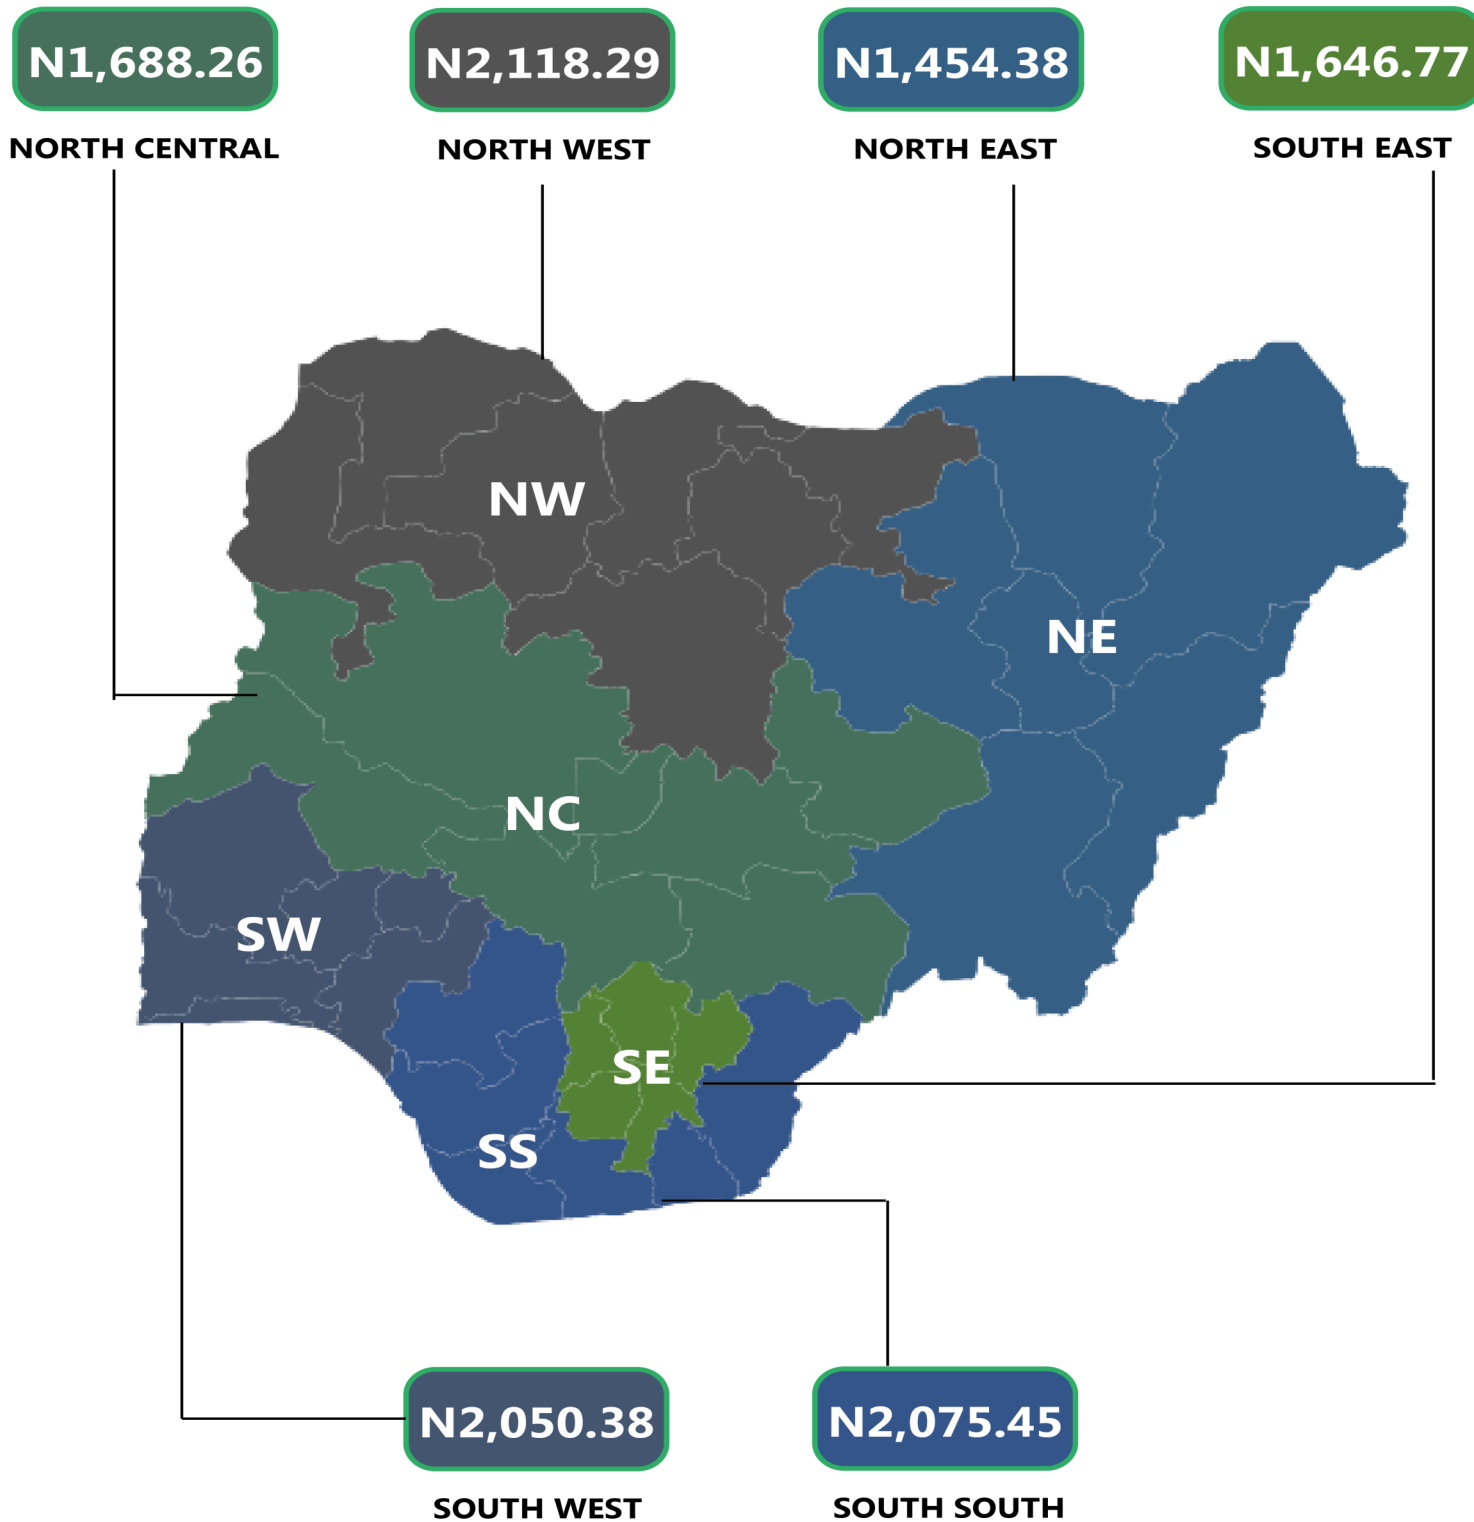 N1,688.26
N2,118.29
N1,454.38
N1,646.77
NORTH CENTRAL
NORTH WEST
NORTH EAST
SOUTH EAST
NW
NE
NC
SW
SE
SS
N2,050.38
N2,075.45
SOUTH WEST
SOUTH SOUTH